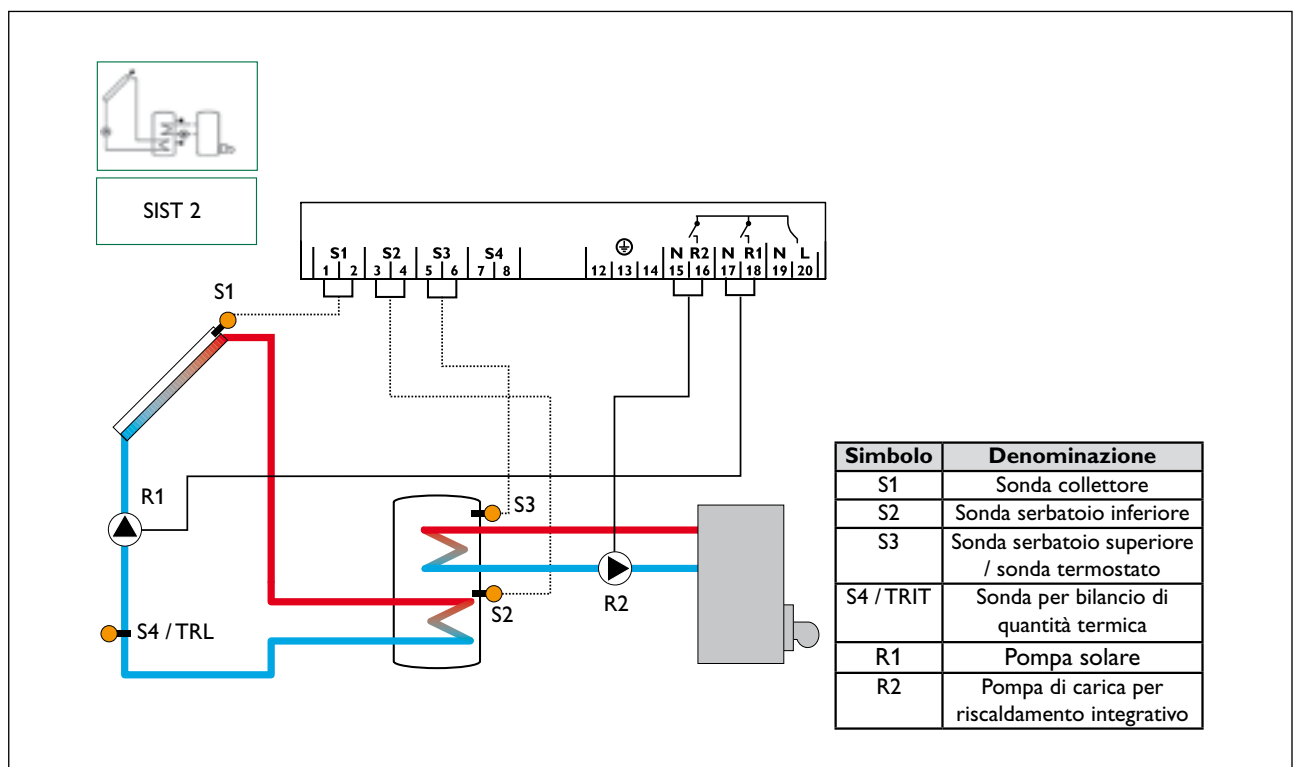 SIST 2
S1 S2 S3 S4 N R2 N R1 N L
1 2 3 4 5 6 7 8 12 13 14 15 16 17 18 19 20
S1
R1
S3
S2
R2
S4 / TRL
Simbolo Denominazione
S1 Sonda collettore
S2 Sonda serbatoio inferiore
S3 Sonda serbatoio superiore
/ sonda termostato
S4 / TRIT Sonda per bilancio di
quantità termica
R1 Pompa solare
R2 Pompa di carica per
riscaldamento integrativo